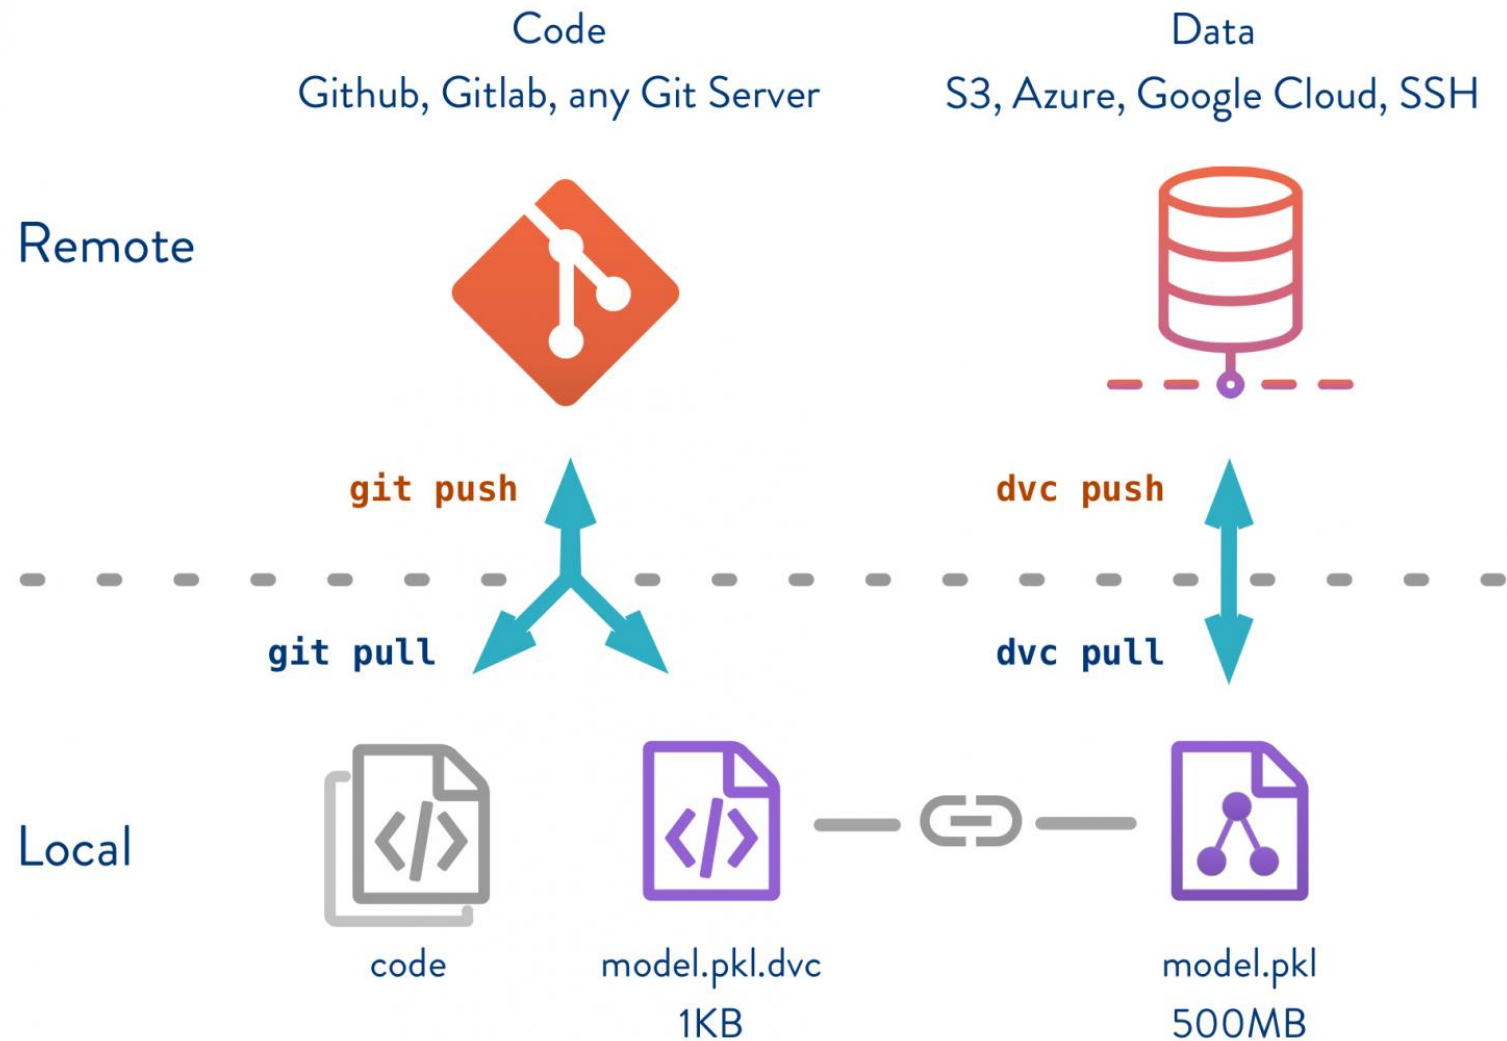 Code
Github, Gitlab, any Git Server
Data
S3, Azure, Google Cloud, SSH
Remote
git push
dvc push
git pull
dvc pull
Local
code
model.pkl.dvc
1KB
model.pkl
500MB